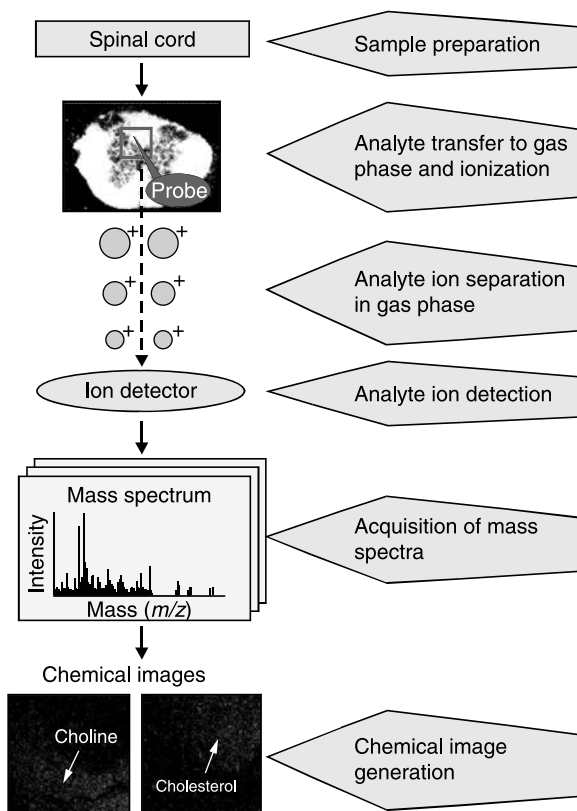 Spinal cord
Sample preparation
Probe
Analyte transfer to gas
phase and ionization
+ +
+ +
+ +
Analyte ion separation
in gas phase
Ion detector
Analyte ion detection
Mass spectrum
Intensity
Mass (m/z)
Acquisition of mass
spectra
Chemical images
Choline
Cholesterol
Chemical image
generation